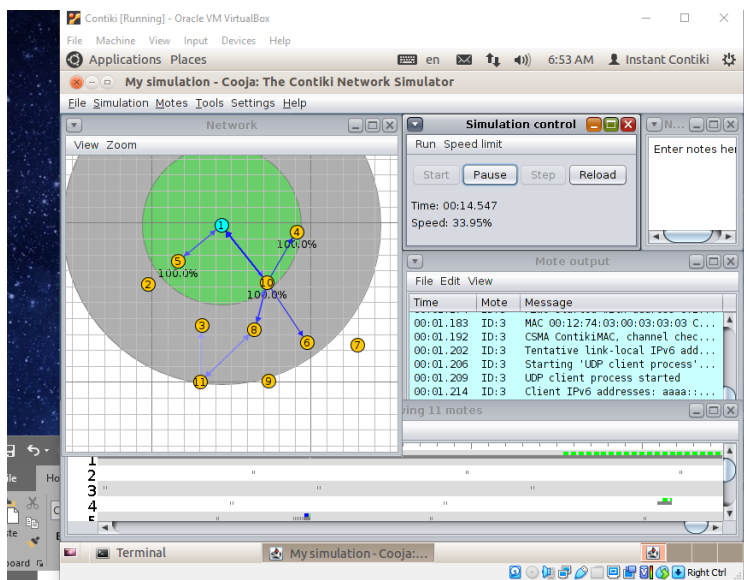 Contiki [Running] - Oracle VM VirtualBox
File Machine View Input Devices Help
Applications Places en 6:53 AM Instant Contiki
My simulation - Cooja: The Contiki Network Simulator
File Simulation Motes Tools Settings Help
Network
View Zoom
1
4
100.0%
5
100.0%
2
10
100.0%
3
8
6
7
11
9
Simulation control
Run Speed limit
Start Pause Step Reload
Time: 00:14.547
Speed: 33.95%
N...
Enter notes her
Mote output
File Edit View
Time Mote Message
00:01.183 ID:3 MAC 00:12:74:03:00:03:03:03 C...
00:01.192 ID:3 CSMA ContikiMAC, channel chec...
00:01.202 ID:3 Tentative link-local IPv6 add...
00:01.206 ID:3 Starting 'UDP client process'...
00:01.209 ID:3 UDP client process started
00:01.214 ID:3 Client IPv6 addresses: aaaa::...
ving 11 motes
1
2
3
4
5
Terminal My simulation - Cooja:...
Right Ctrl
ile Ho
ste
board